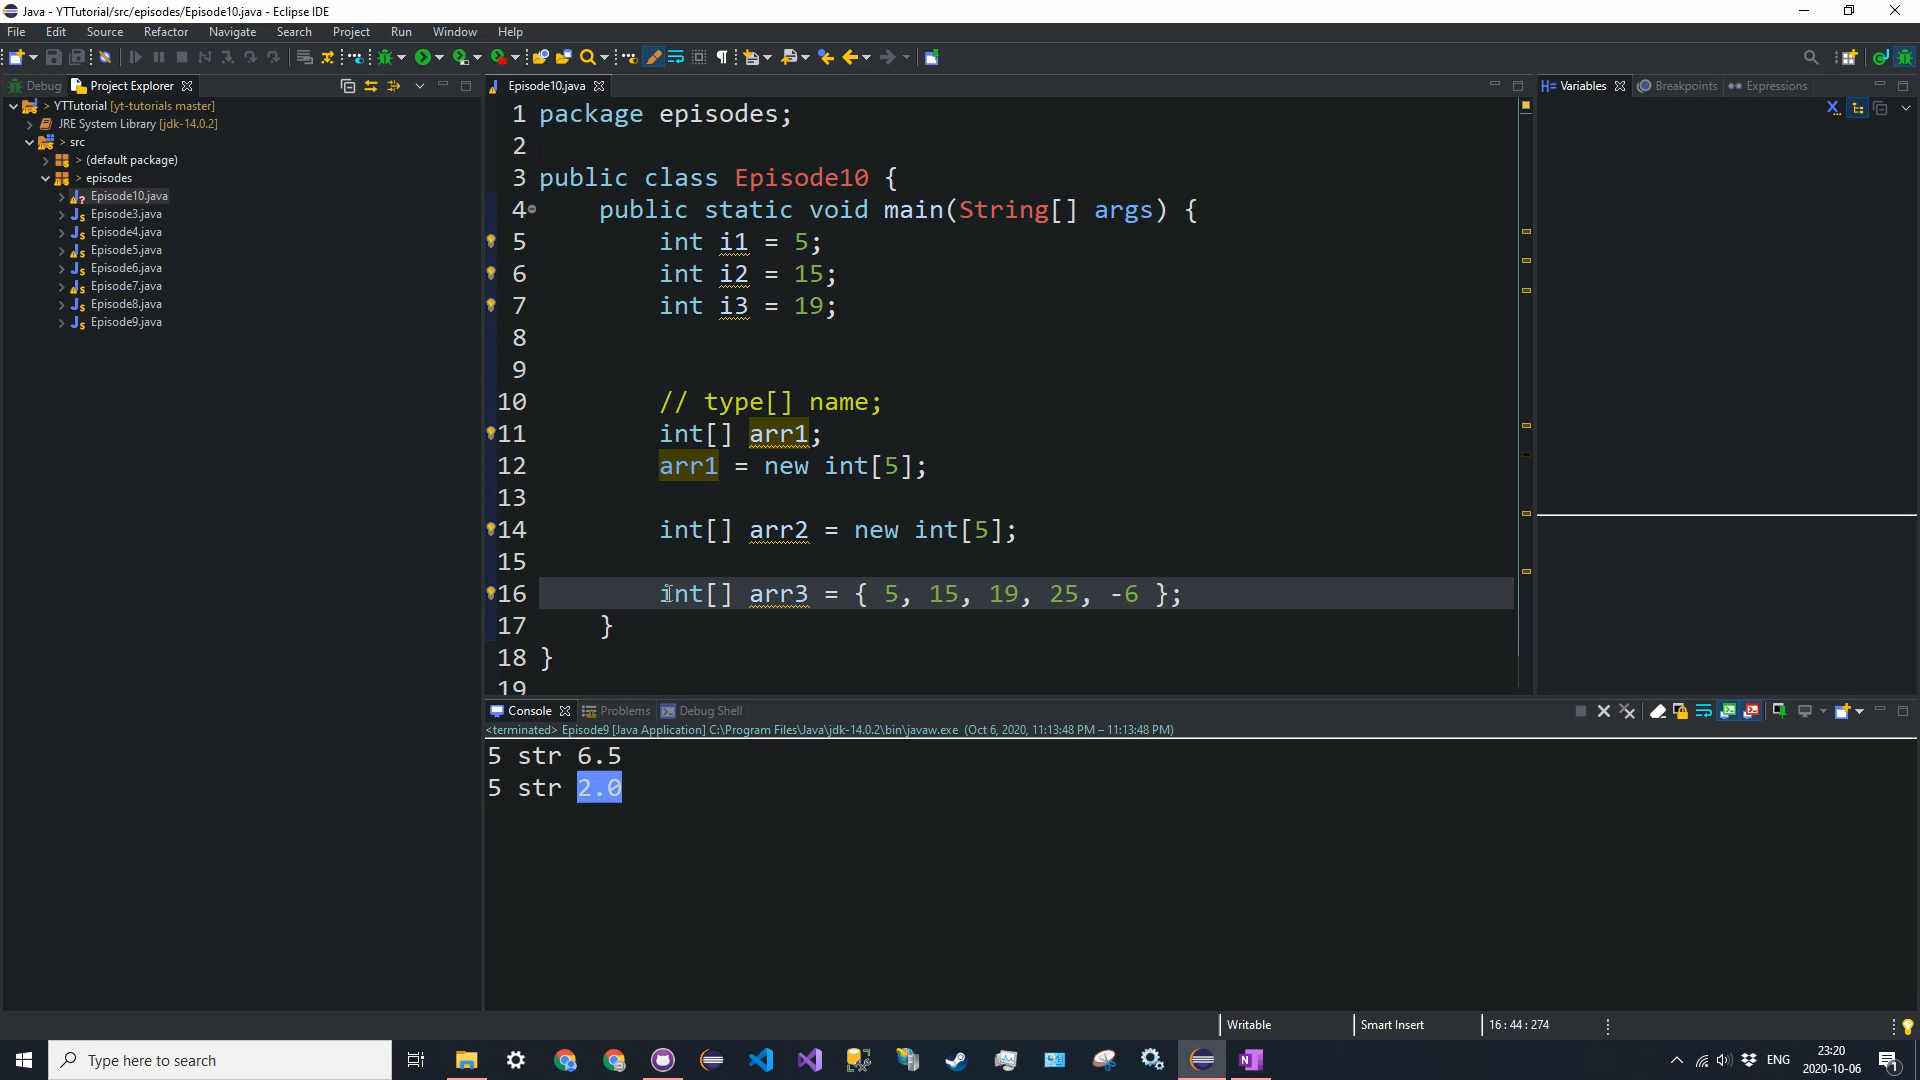 Java - YTTutorial/src/episodes/Episode10.java - Eclipse IDE
File Edit Source Refactor Navigate Search Project Run Window Help
Debug Project Explorer
Episode10.java
Variables Breakpoints Expressions
> YTTutorial [yt-tutorials master]
JRE System Library [jdk-14.0.2]
> src
> (default package)
> episodes
Episode10.java
Episode3.java
Episode4.java
Episode5.java
Episode6.java
Episode7.java
Episode8.java
Episode9.java
1 package episodes;
2
3 public class Episode10 {
4 public static void main(String[] args) {
5 int i1 = 5;
6 int i2 = 15;
7 int i3 = 19;
8
9
10 // type[] name;
11 int[] arr1;
12 arr1 = new int[5];
13
14 int[] arr2 = new int[5];
15
16 int[] arr3 = { 5, 15, 19, 25, -6 };
17 }
18 }
19
Console Problems Debug Shell
<terminated> Episode9 [Java Application] C:\Program Files\Java\jdk-14.0.2\bin\javaw.exe (Oct 6, 2020, 11:13:48 PM – 11:13:48 PM)
5 str 6.5
5 str 2.0
Writable Smart Insert 16 : 44 : 274
Type here to search
ENG
23:20
2020-10-06
1